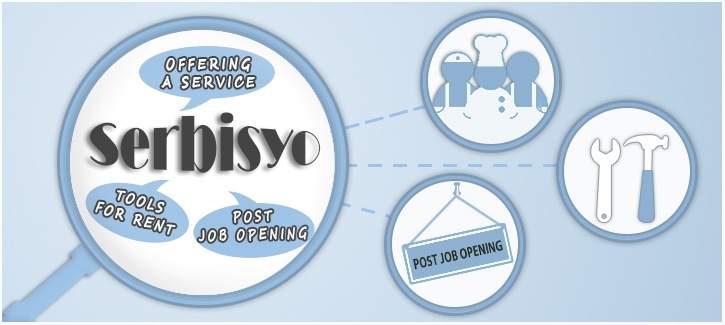 OFFERING
A SERVICE
Serbisyo
TOOLS
FOR RENT
POST
JOB OPENING
POST JOB OPENING